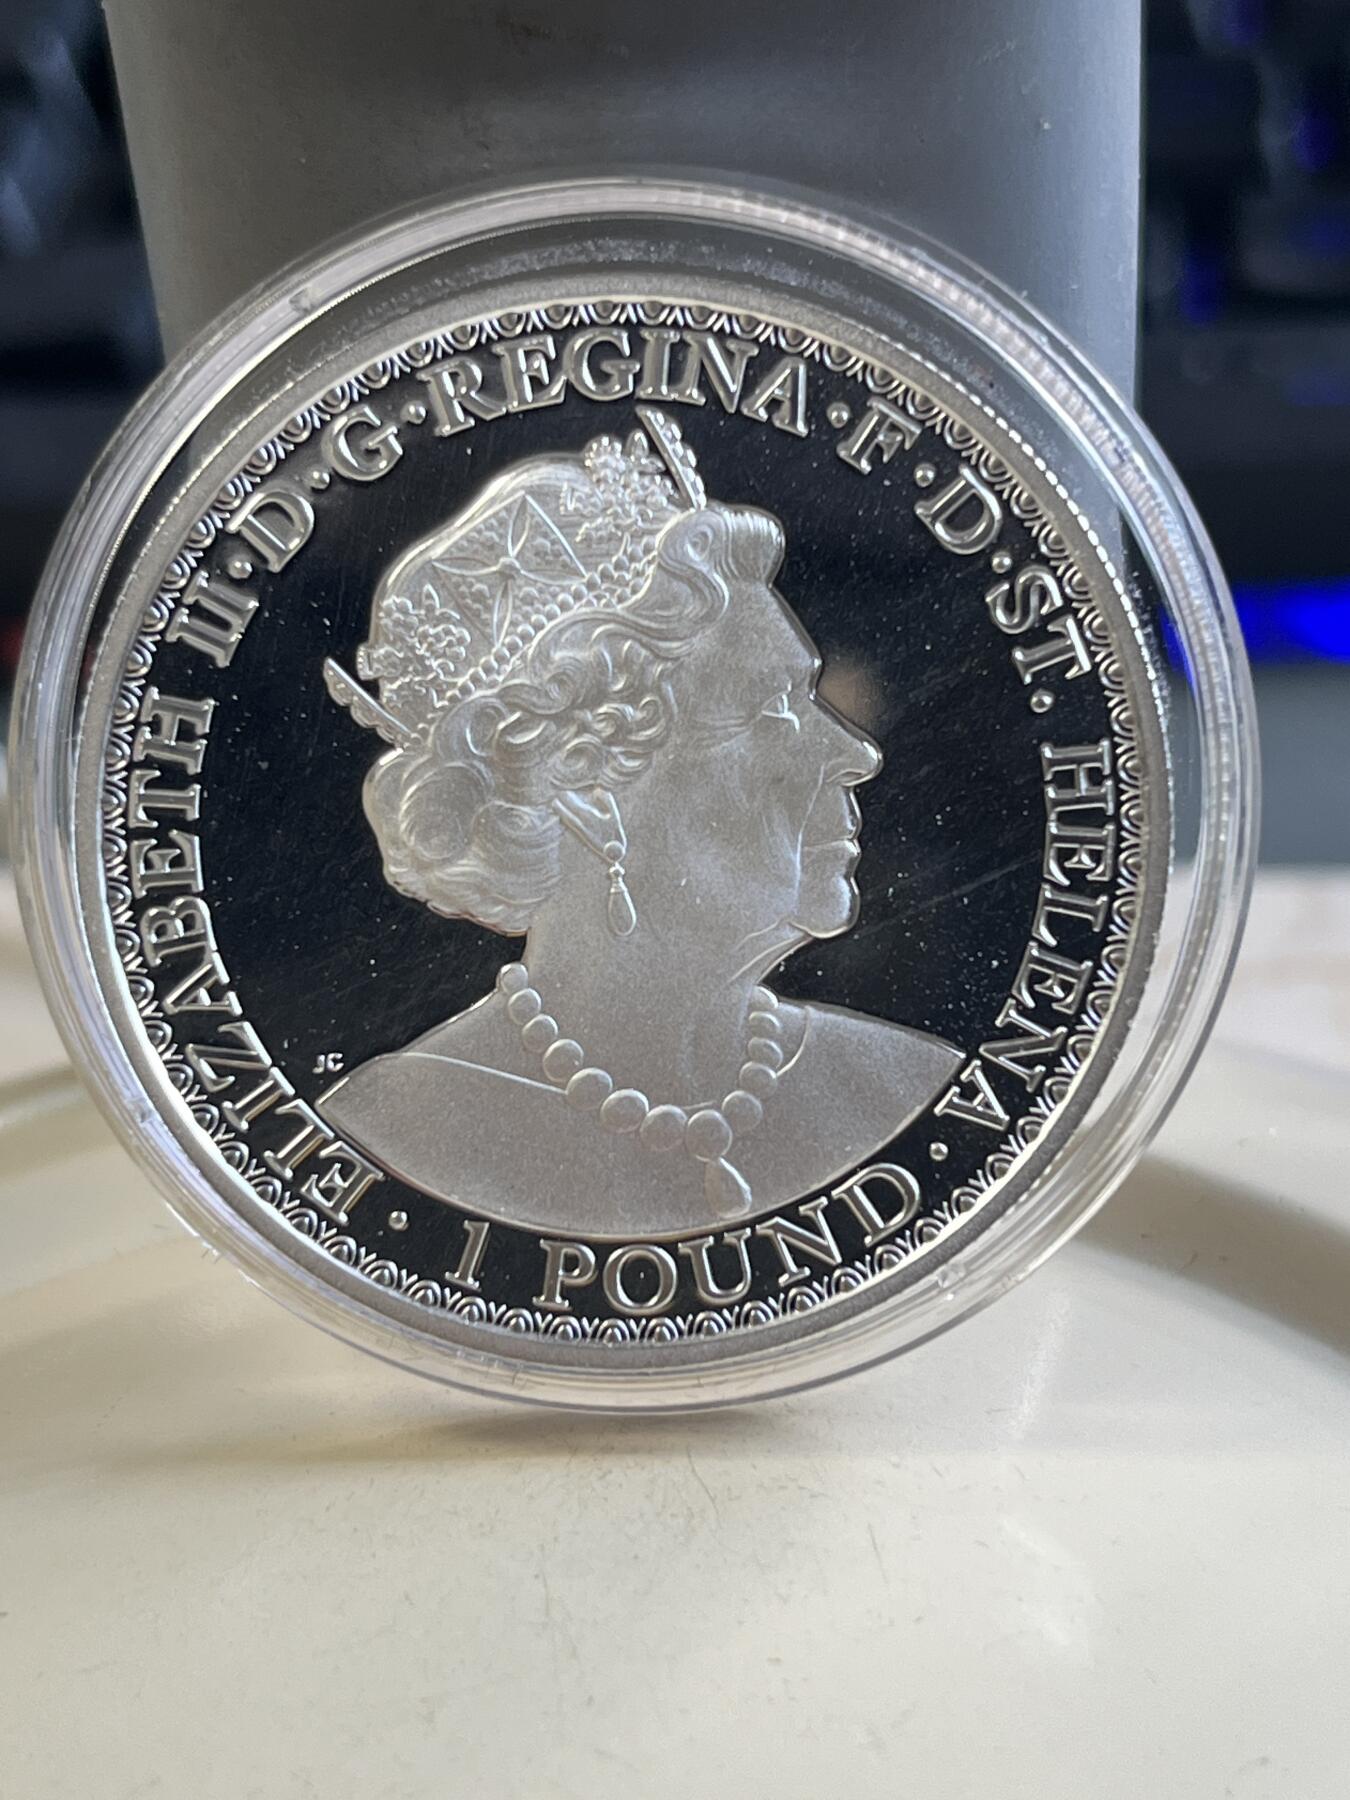 ELIZABETH II · D · G · REGINA · F · D · ST. HELENA ·
1 POUND ·
JC